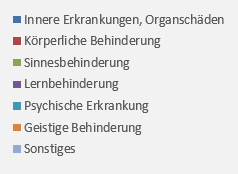 Innere Erkrankungen, Organschäden
Körperliche Behinderung
Sinnesbehinderung
Lernbehinderung
Psychische Erkrankung
Geistige Behinderung
Sonstiges